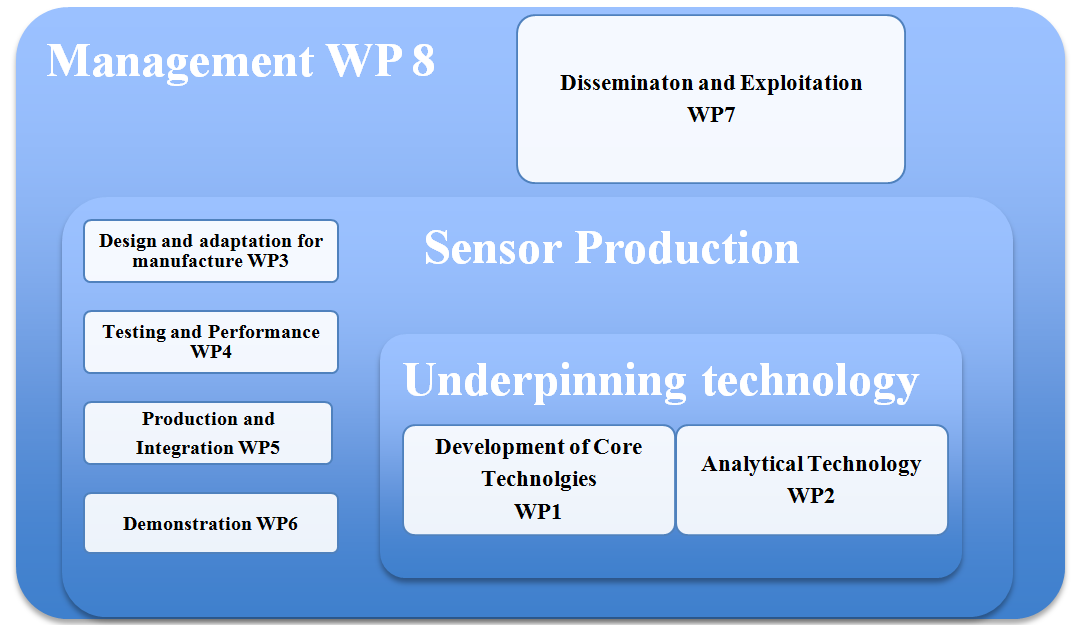 Management WP 8
Disseminaton and Exploitation
WP7
Sensor Production
Design and adaptation for
manufacture WP3
Testing and Performance
WP4
Production and
Integration WP5
Demonstration WP6
Underpinning technology
Development of Core
Technolgies
WP1
Analytical Technology
WP2